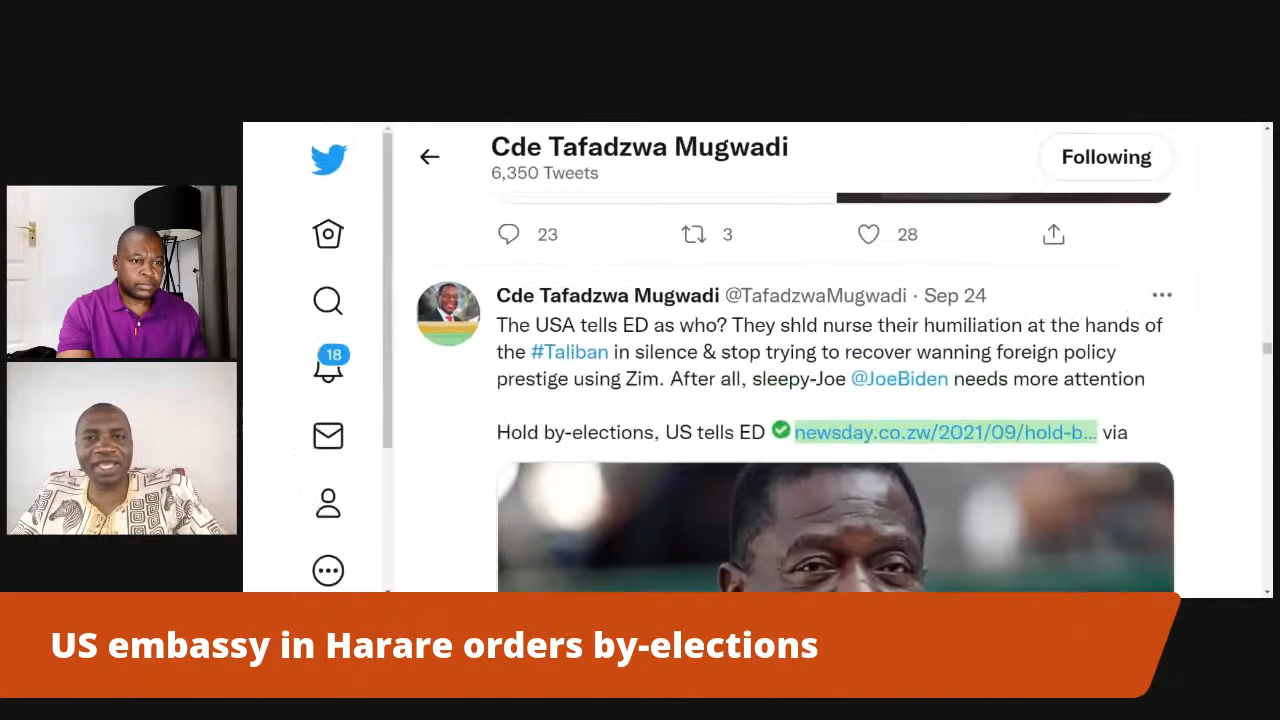 Cde Tafadzwa Mugwadi
6,350 Tweets
Following
23
3
28
18
Cde Tafadzwa Mugwadi @TafadzwaMugwadi · Sep 24
The USA tells ED as who? They shld nurse their humiliation at the hands of
the #Taliban in silence & stop trying to recover wanning foreign policy
prestige using Zim. After all, sleepy-Joe @JoeBiden needs more attention
Hold by-elections, US tells ED newsday.co.zw/2021/09/hold-b... via
US embassy in Harare orders by-elections